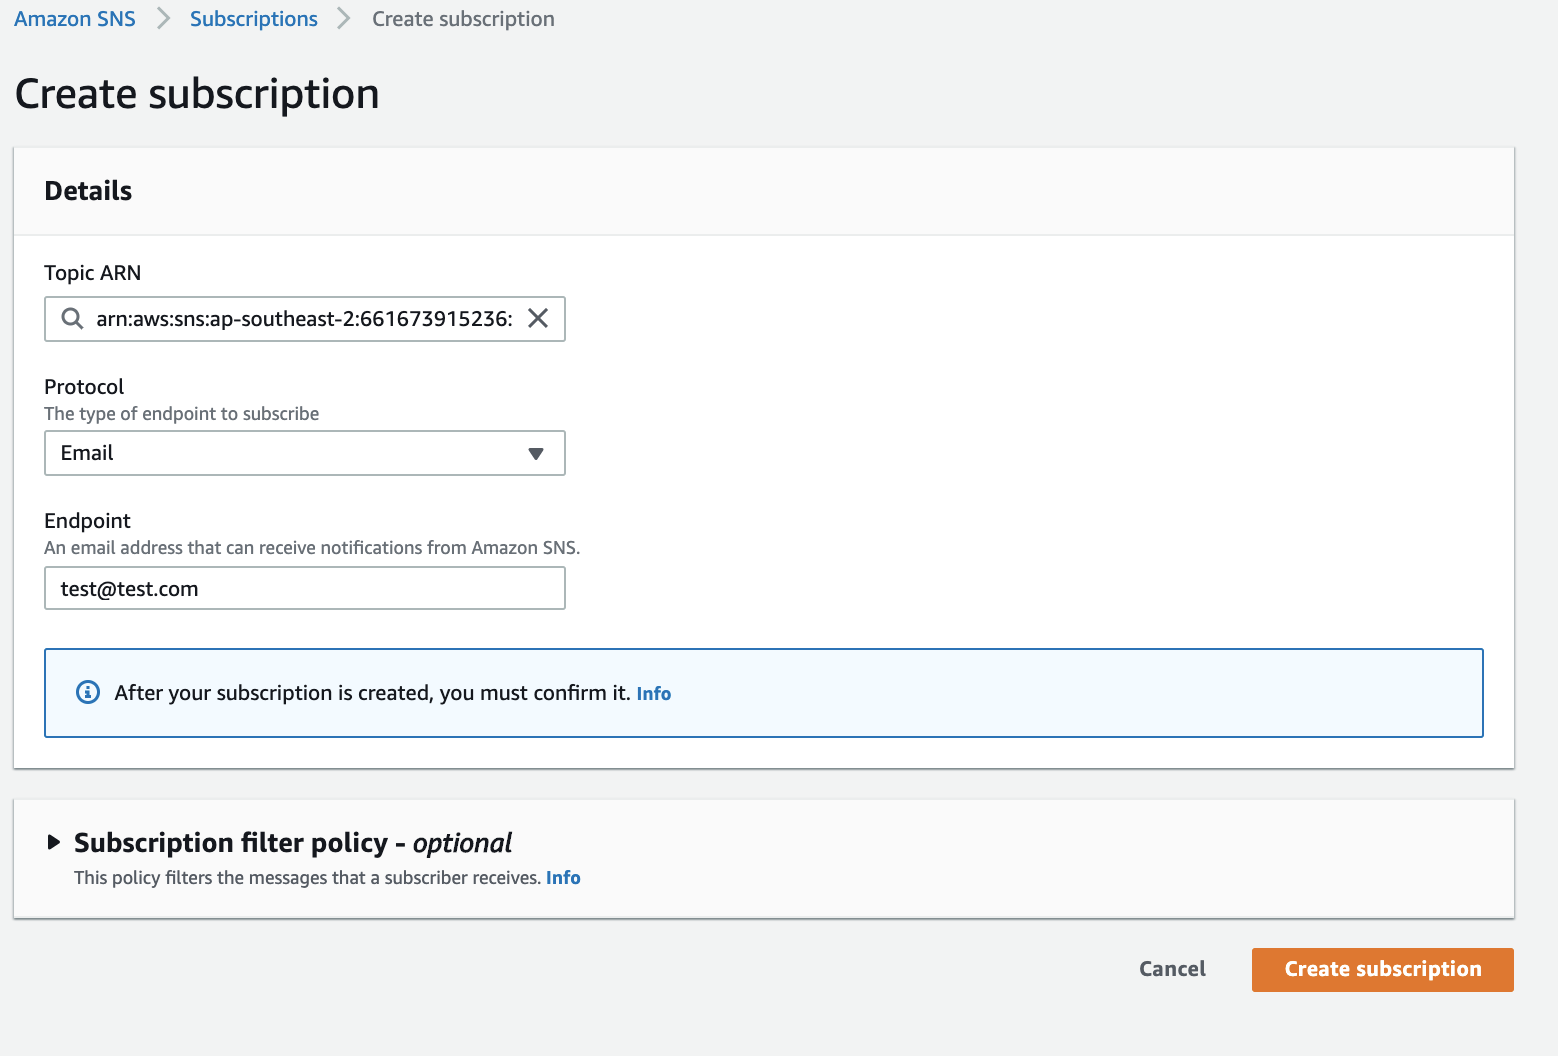 Amazon SNS > Subscriptions > Create subscription
Create subscription
Details
Topic ARN
arn:aws:sns:ap-southeast-2:661673915236:
Protocol
The type of endpoint to subscribe
Email
Endpoint
An email address that can receive notifications from Amazon SNS.
test@test.com
After your subscription is created, you must confirm it. Info
Subscription filter policy - optional
This policy filters the messages that a subscriber receives. Info
Cancel Create subscription